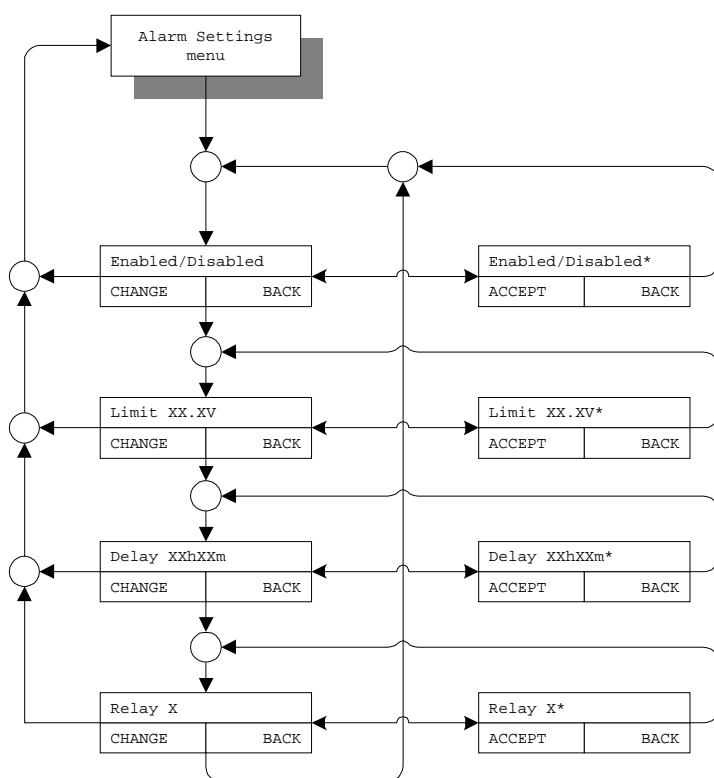 Alarm Settings
menu
Enabled/Disabled
CHANGE BACK
Enabled/Disabled*
ACCEPT BACK
Limit XX.XV
CHANGE BACK
Limit XX.XV*
ACCEPT BACK
Delay XXhXXm
CHANGE BACK
Delay XXhXXm*
ACCEPT BACK
Relay X
CHANGE BACK
Relay X*
ACCEPT BACK